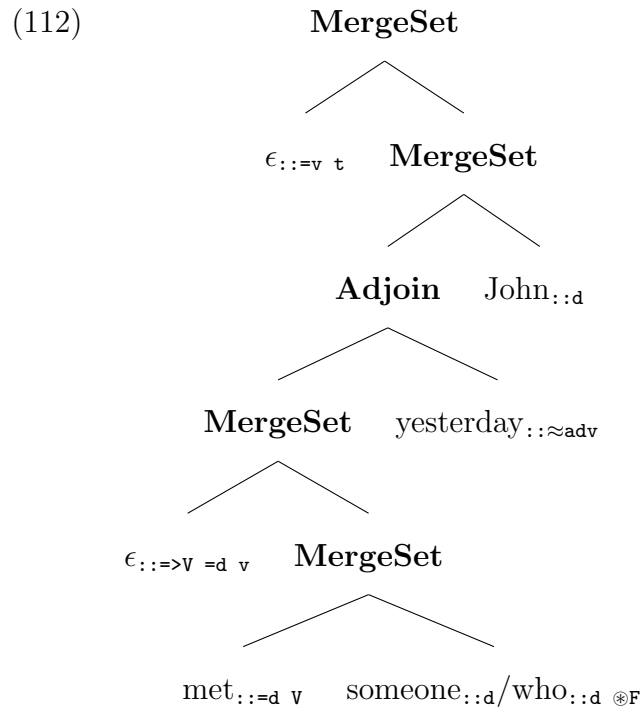 (112) MergeSet
ϵ::=v t MergeSet
Adjoin John::d
MergeSet yesterday::≈adv
ϵ::=>V =d v MergeSet
met::=d V someone::d/who::d ⊛F